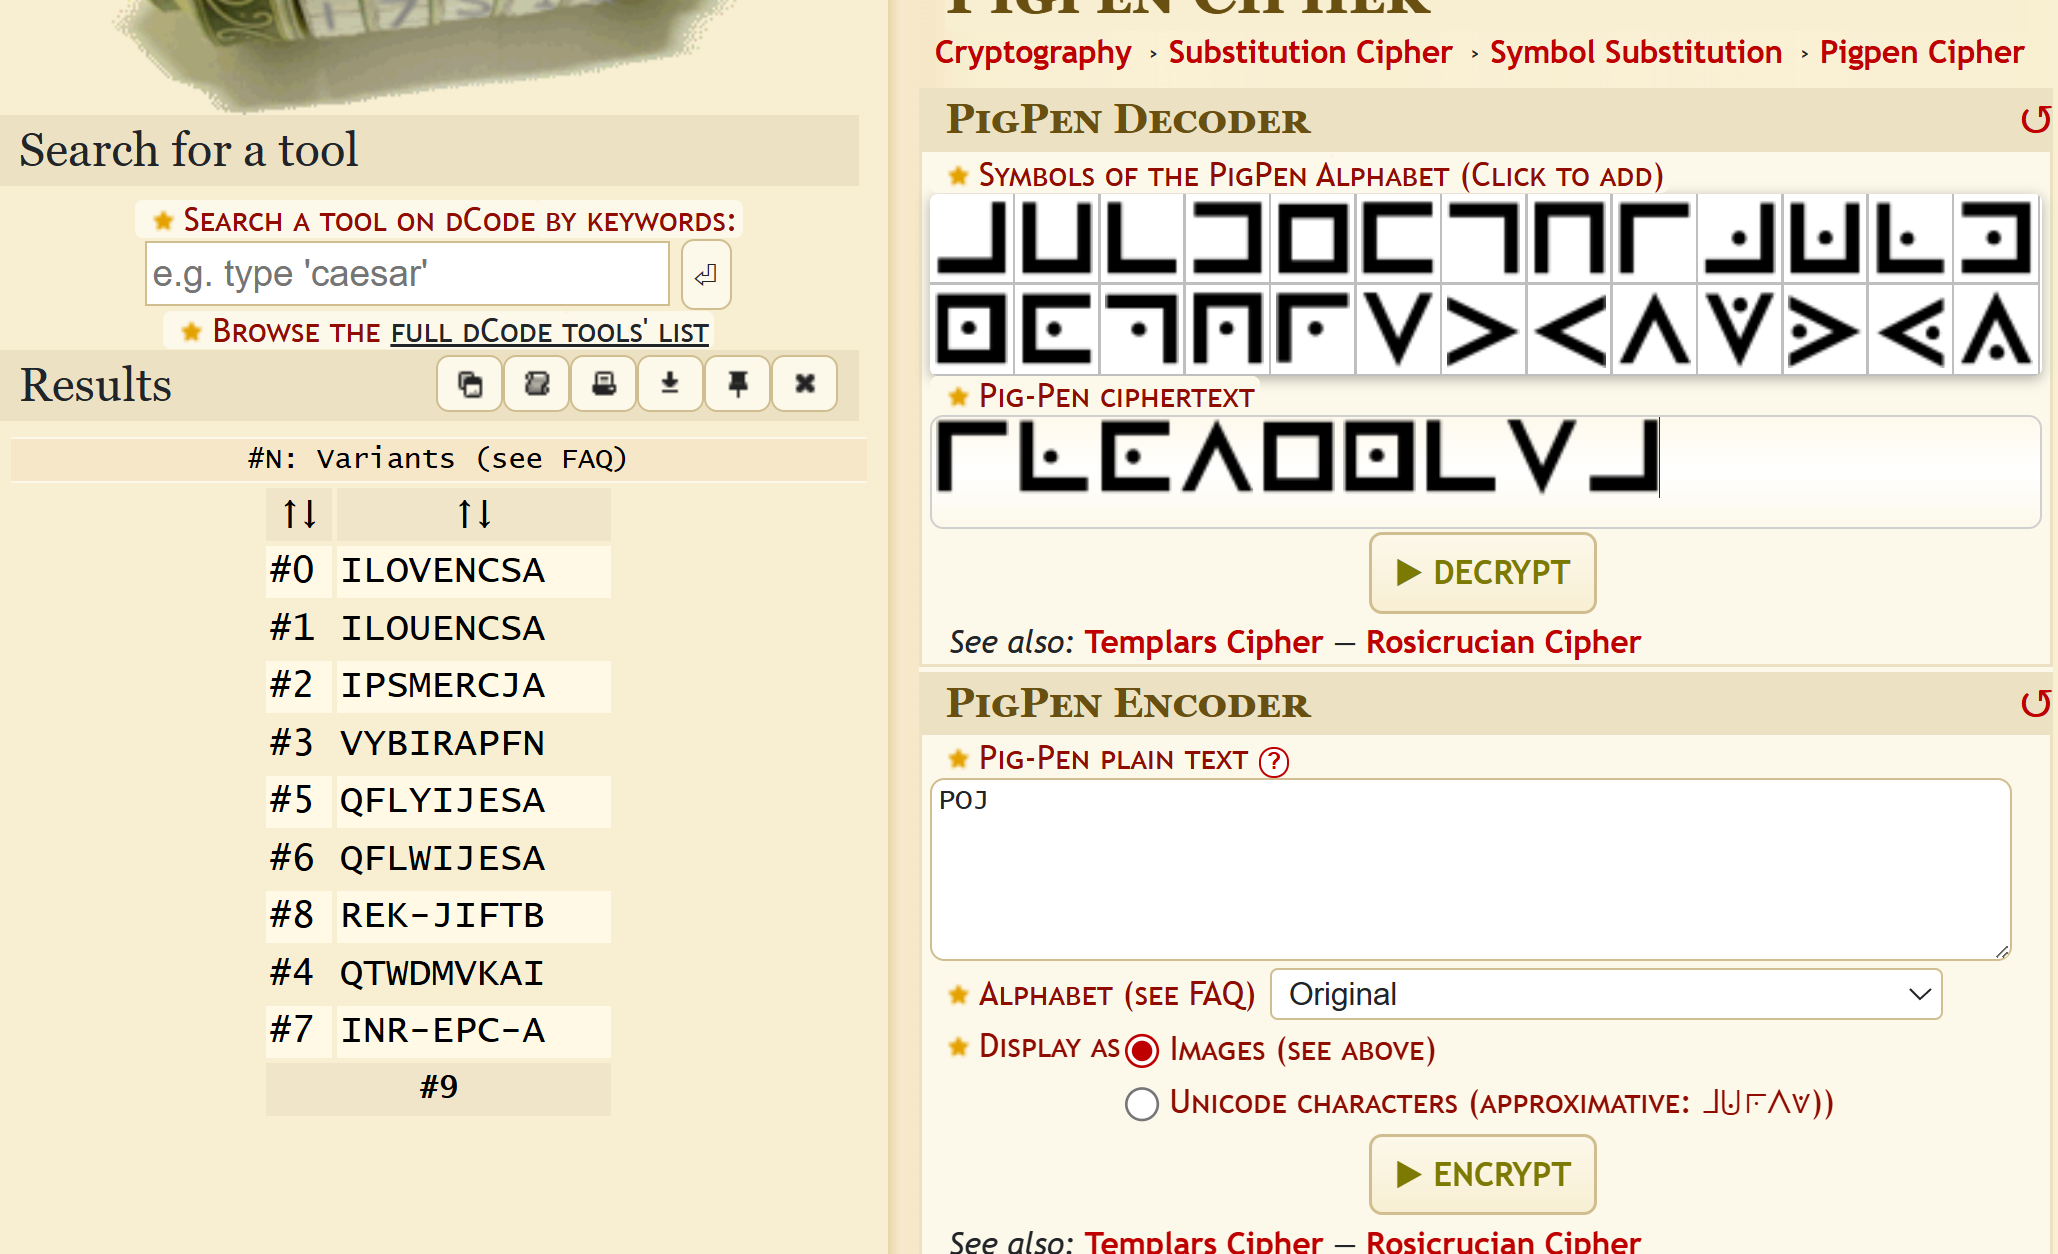 Search for a tool
SEARCH A TOOL ON DCODE BY KEYWORDS:
e.g. type 'caesar'
BROWSE THE FULL DCODE TOOLS' LIST
Results
#N: Variants (see FAQ)
↑↓ ↑↓
#0 ILOVENCSA
#1 ILOUENCSA
#2 IPSMERCJA
#3 VYBIRAPFN
#5 QFLYIJESA
#6 QFLWIJESA
#8 REK-JIFTB
#4 QTWDMVKAI
#7 INR-EPC-A
#9
PIGPEN CIPHER
Cryptography › Substitution Cipher › Symbol Substitution › Pigpen Cipher
PIGPEN DECODER
SYMBOLS OF THE PIGPEN ALPHABET (CLICK TO ADD)
PIG-PEN CIPHERTEXT
▶ DECRYPT
See also: Templars Cipher — Rosicrucian Cipher
PIGPEN ENCODER
PIG-PEN PLAIN TEXT ?
POJ
ALPHABET (SEE FAQ) Original
DISPLAY AS IMAGES (SEE ABOVE)
UNICODE CHARACTERS (APPROXIMATIVE: ))
▶ ENCRYPT
See also: Templars Cipher — Rosicrucian Cipher